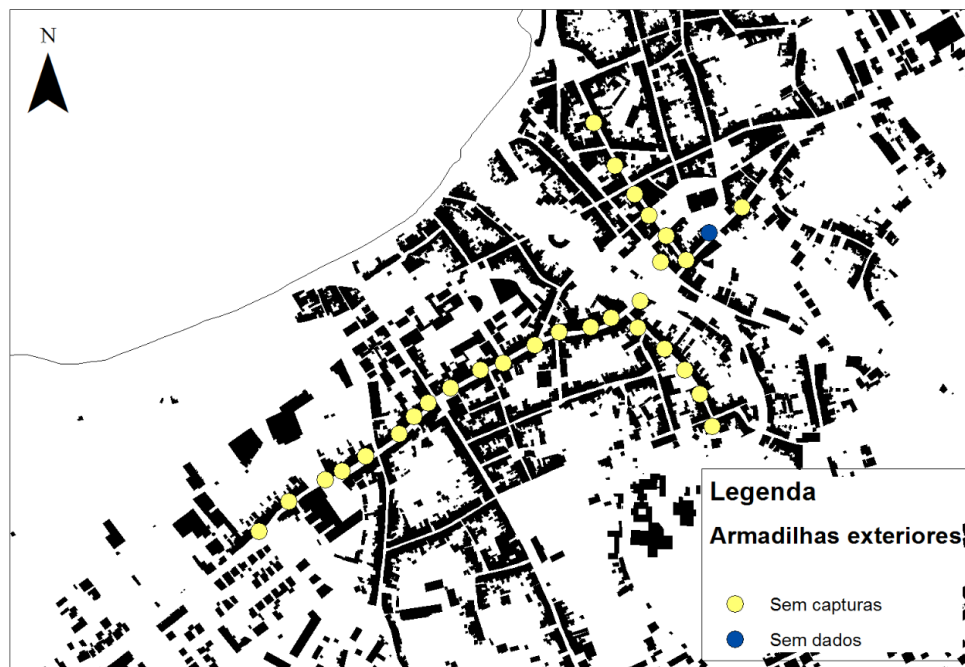 N
Legenda
Armadilhas exteriores
Sem capturas
Sem dados